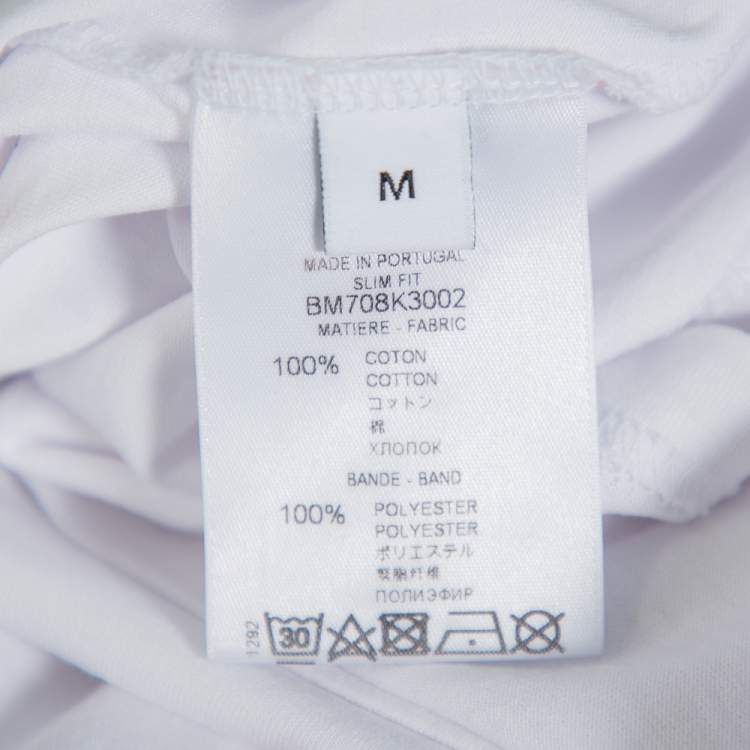 M
MADE IN PORTUGAL
SLIM FIT
BM708K3002
MATIERE - FABRIC
100% COTON
COTTON
コットン
棉
ХЛОПОК
BANDE - BAND
100% POLYESTER
POLYESTER
ポリエステル
聚酯纤维
ПОЛИЭФИР
1292
30